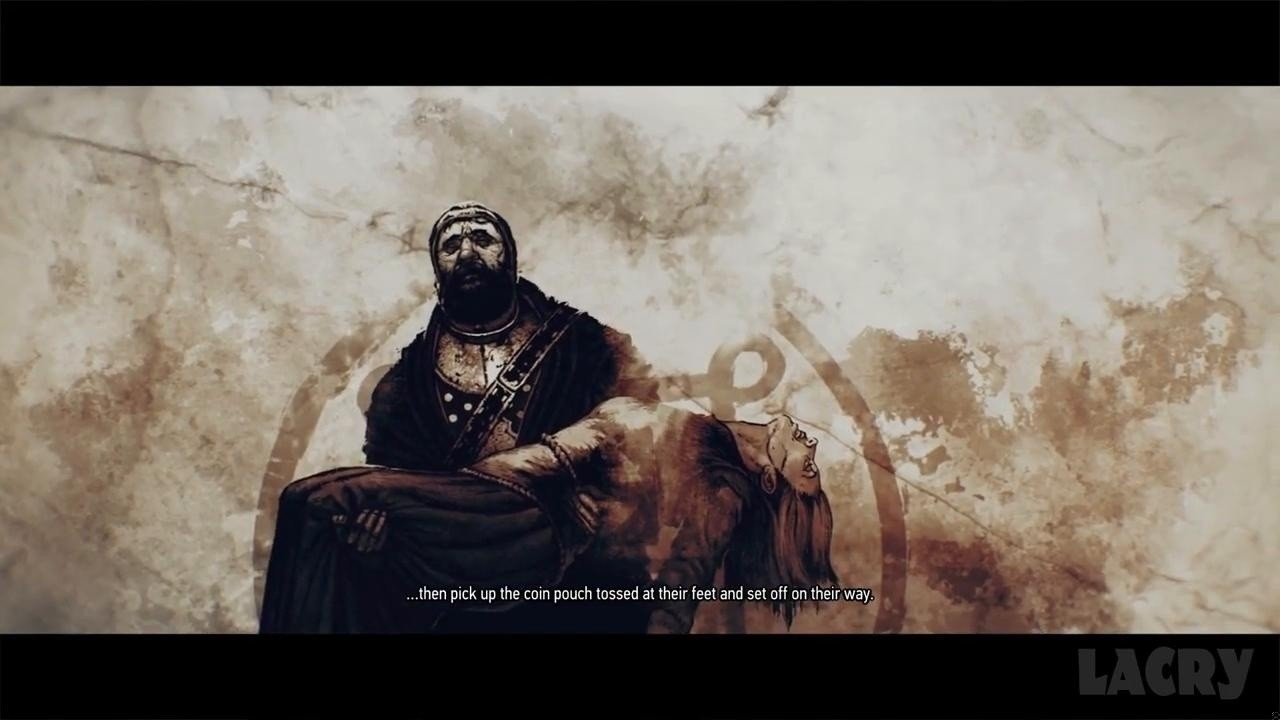 ...then pick up the coin pouch tossed at their feet and set off on their way.
LACRY